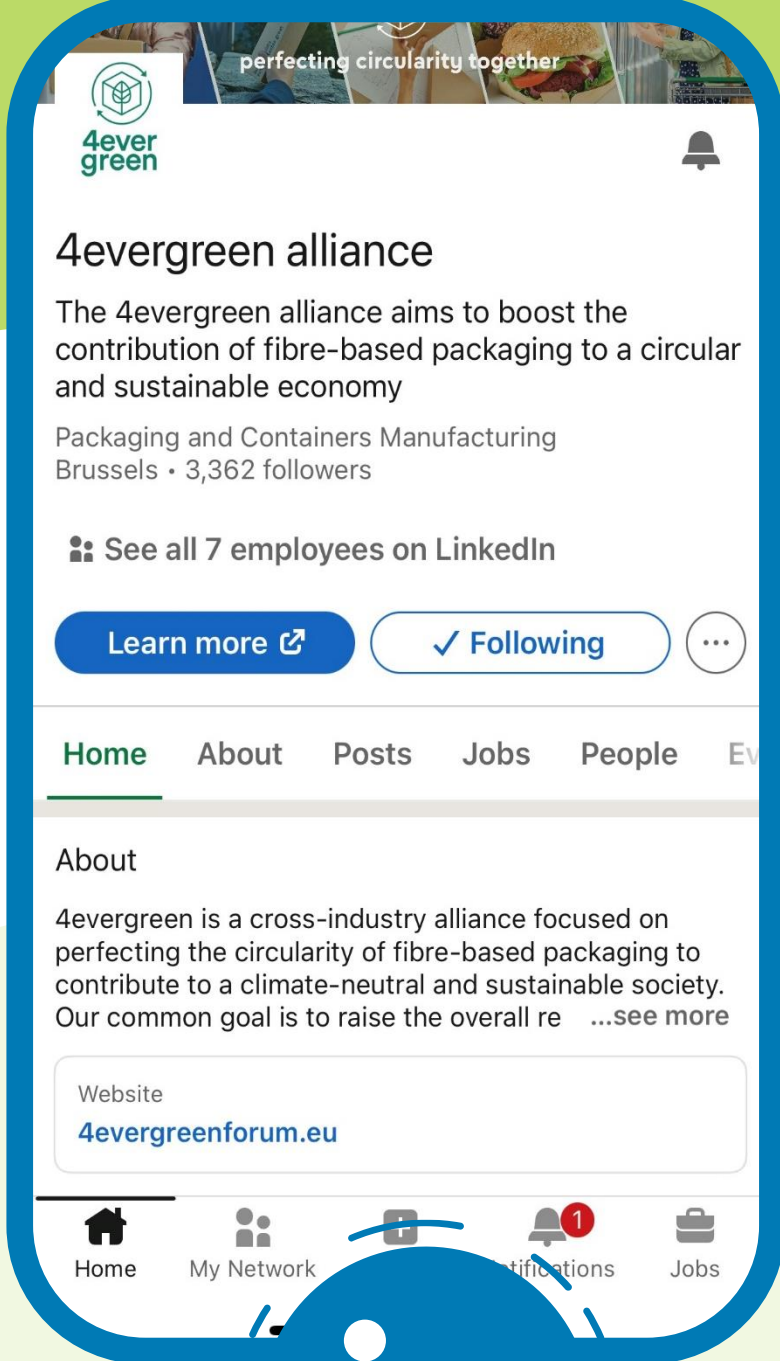 perfecting circularity together
4ever
green
4evergreen alliance
The 4evergreen alliance aims to boost the
contribution of fibre-based packaging to a circular
and sustainable economy
Packaging and Containers Manufacturing
Brussels • 3,362 followers
See all 7 employees on LinkedIn
Learn more
Following
Home About Posts Jobs People Ev
About
4evergreen is a cross-industry alliance focused on
perfecting the circularity of fibre-based packaging to
contribute to a climate-neutral and sustainable society.
Our common goal is to raise the overall re ...see more
Website
4evergreenforum.eu
1
Home My Network tifications Jobs